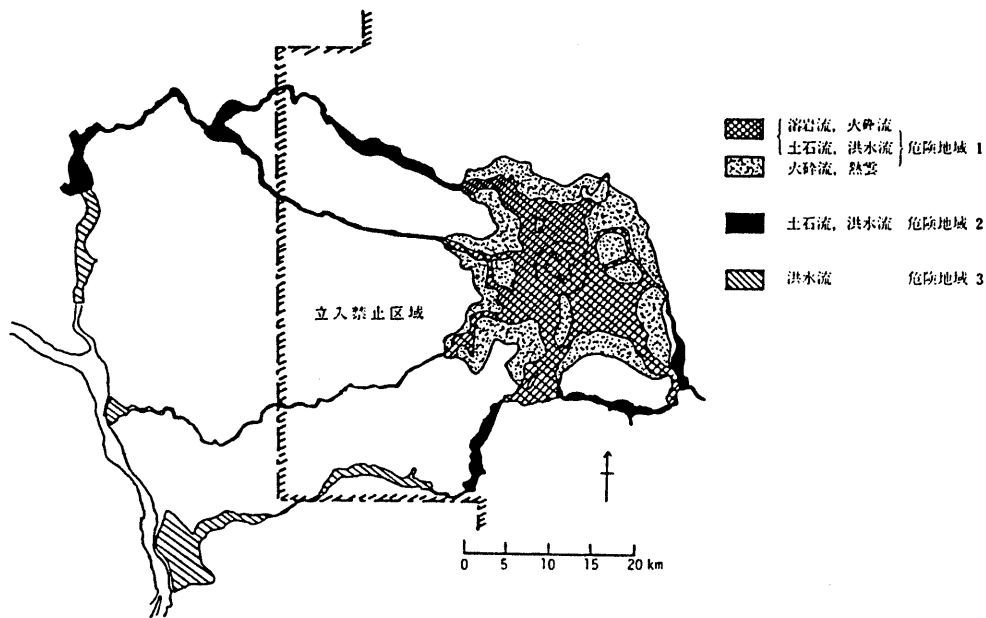 溶岩流,火砕流
土石流,洪水流 危険地域 1
火砕流,熱雲
土石流,洪水流 危険地域 2
洪水流 危険地域 3
立入禁止区域
0 5 10 15 20 km